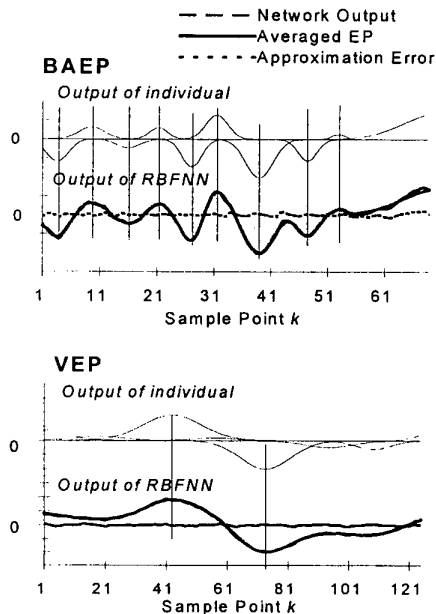 Network Output
Averaged EP
Approximation Error
BAEP
Output of individual
0
Output of RBFNN
0
1 11 21 31 41 61
Sample Point k
VEP
Output of individual
0
Output of RBFNN
0
1 21 41 61 81 101 121
Sample Point k